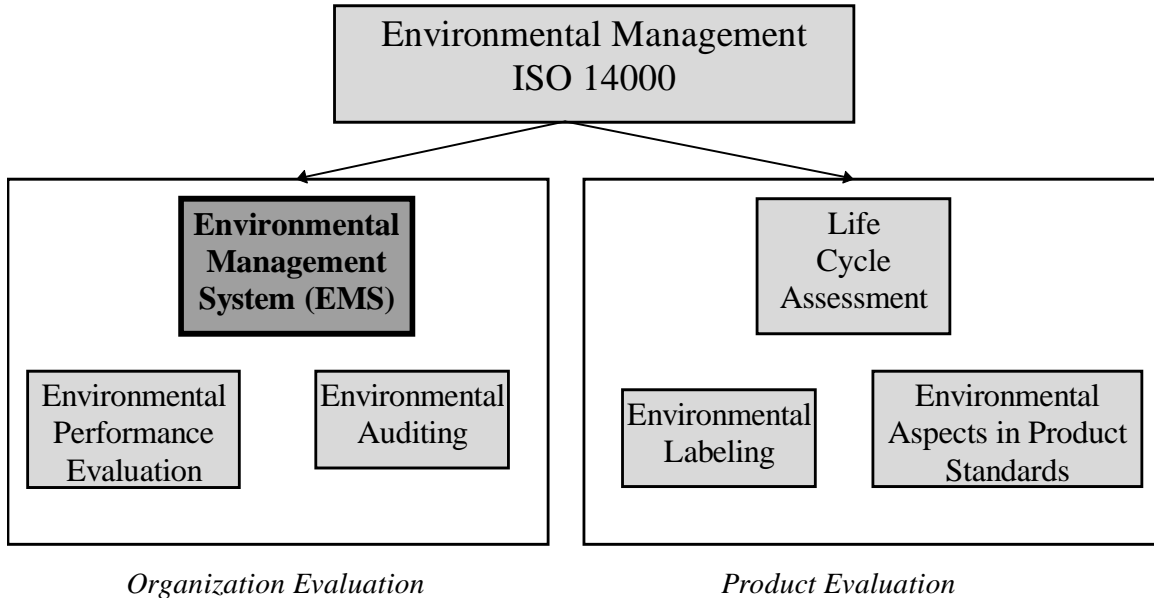 Environmental Management
ISO 14000
Environmental
Management
System (EMS)
Environmental
Performance
Evaluation
Environmental
Auditing
Organization Evaluation
Life
Cycle
Assessment
Environmental
Labeling
Environmental
Aspects in Product
Standards
Product Evaluation